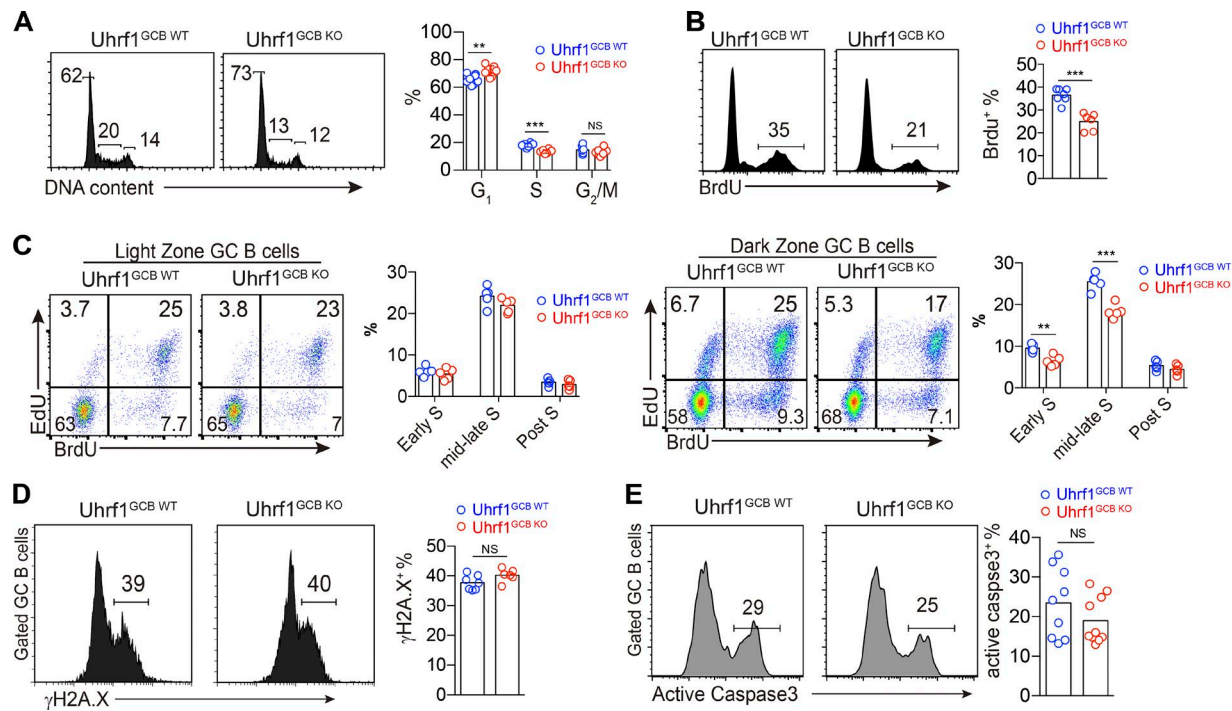 A
Uhrf1GCB WT
Uhrf1GCB KO
62
20
14
73
13
12
DNA content
%
100
80
60
40
20
0
**
***
NS
G1
S
G2/M
Uhrf1GCB WT
Uhrf1GCB KO
B
Uhrf1GCB WT
Uhrf1GCB KO
35
21
BrdU
Uhrf1GCB WT
Uhrf1GCB KO
Brdu+ %
50
40
30
20
10
0
***
C
Light Zone GC B cells
Uhrf1GCB WT
Uhrf1GCB KO
3.7
25
63
7.7
3.8
23
65
7
EdU
BrdU
%
30
20
10
0
Early S
mid-late S
Post S
Uhrf1GCB WT
Uhrf1GCB KO
Dark Zone GC B cells
Uhrf1GCB WT
Uhrf1GCB KO
6.7
25
58
9.3
5.3
17
68
7.1
EdU
BrdU
%
30
20
10
0
**
***
Early S
mid-late S
Post S
Uhrf1GCB WT
Uhrf1GCB KO
D
Uhrf1GCB WT
Uhrf1GCB KO
Gated GC B cells
39
40
γH2A.X
Uhrf1GCB WT
Uhrf1GCB KO
γH2A.X+ %
50
40
30
20
10
0
NS
E
Uhrf1GCB WT
Uhrf1GCB KO
Gated GC B cells
29
25
Active Caspase3
Uhrf1GCB WT
Uhrf1GCB KO
active caspse3+ %
40
30
20
10
0
NS